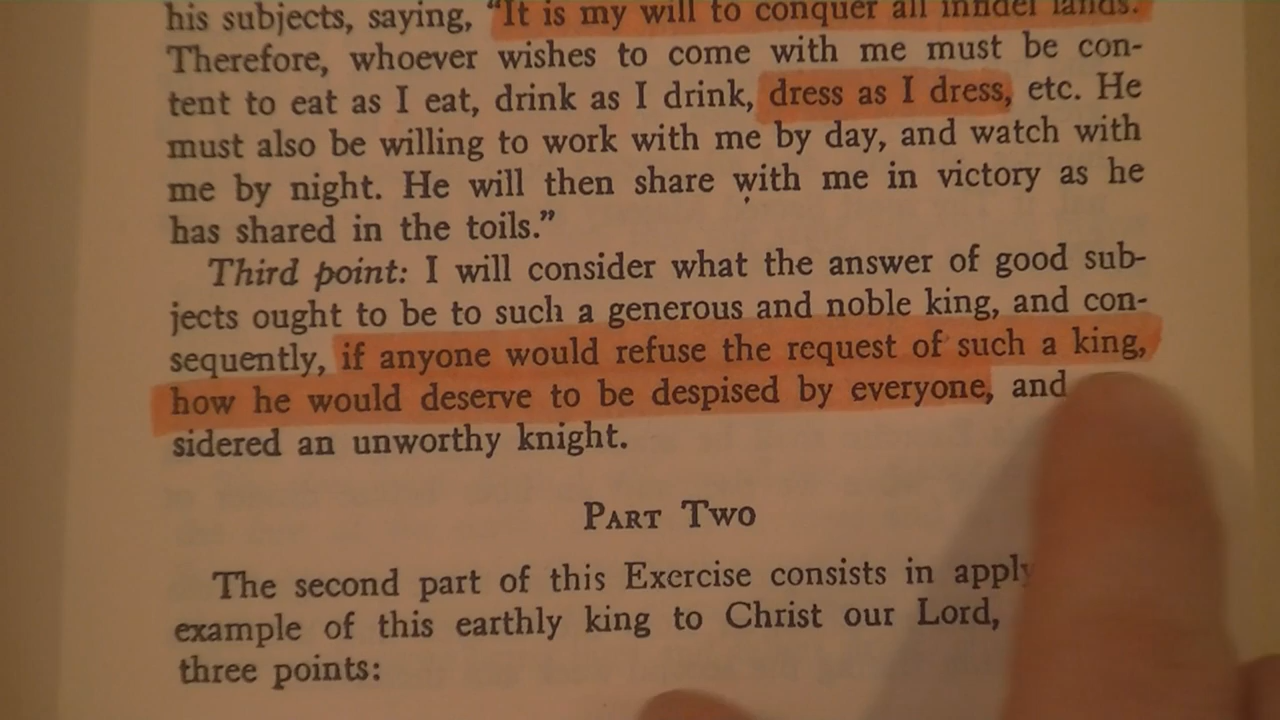 his subjects, saying, “It is my will to conquer all infidel lands.
Therefore, whoever wishes to come with me must be con-
tent to eat as I eat, drink as I drink, dress as I dress, etc. He
must also be willing to work with me by day, and watch with
me by night. He will then share with me in victory as he
has shared in the toils.”
Third point: I will consider what the answer of good sub-
jects ought to be to such a generous and noble king, and con-
sequently, if anyone would refuse the request of such a king,
how he would deserve to be despised by everyone, and
sidered an unworthy knight.
Part Two
The second part of this Exercise consists in apply
example of this earthly king to Christ our Lord,
three points: